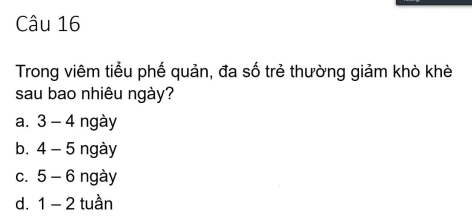 Câu 16
Trong viêm tiểu phế quản, đa số trẻ thường giảm khò khè
sau bao nhiêu ngày?
a. 3 – 4 ngày
b. 4 – 5 ngày
c. 5 – 6 ngày
d. 1 – 2 tuần